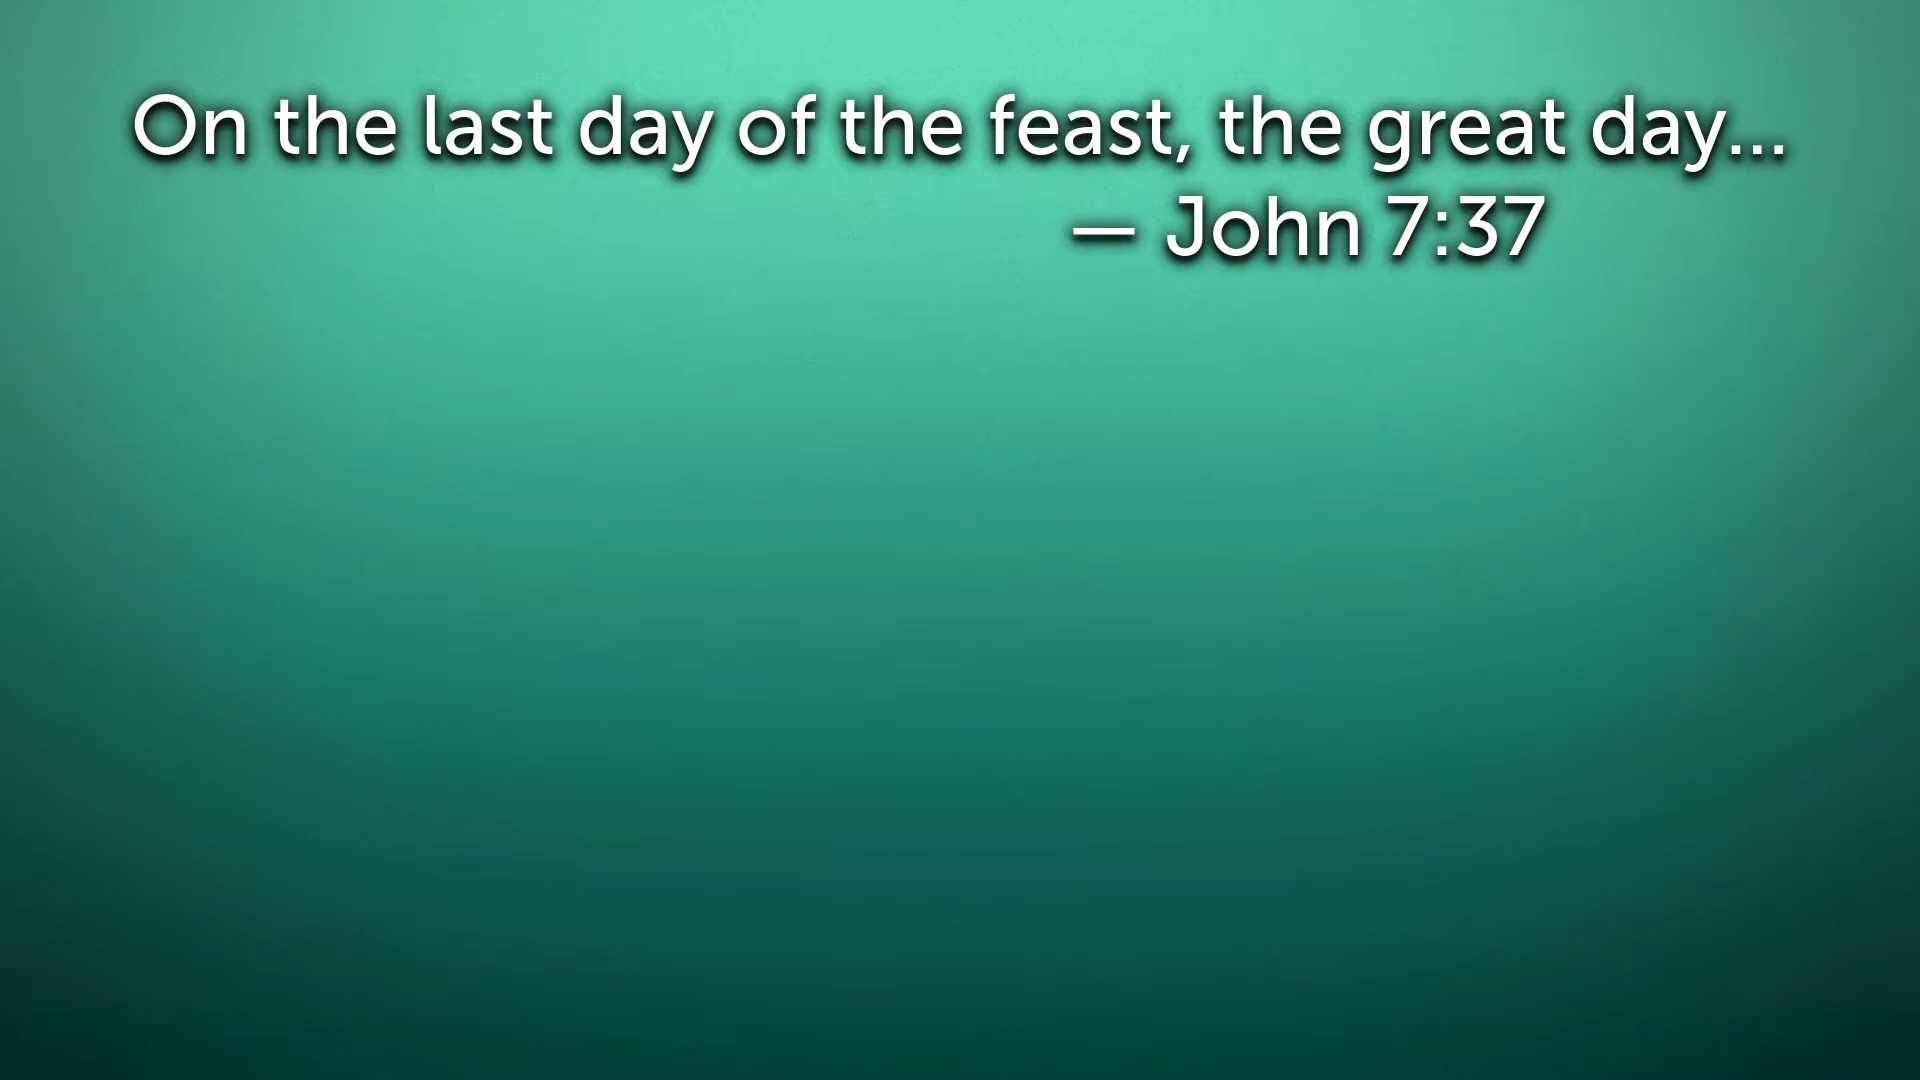 On the last day of the feast, the great day...
— John 7:37